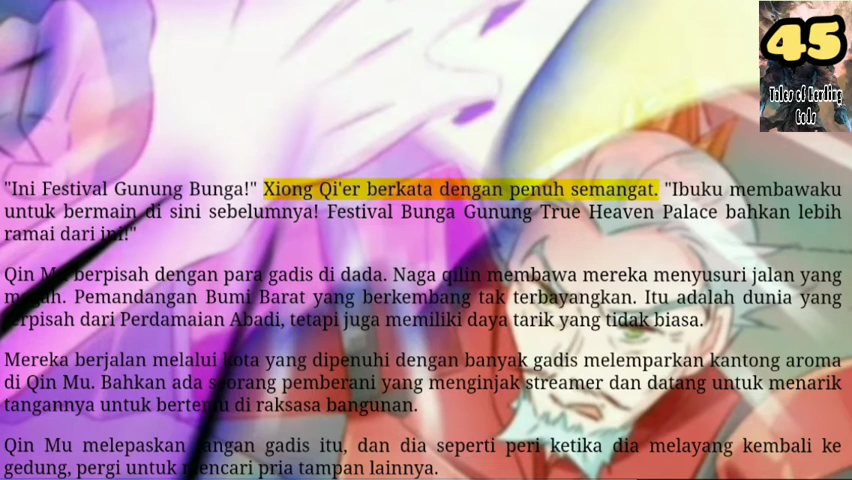 45
Tales of Herding
Gods
"Ini Festival Gunung Bunga!" Xiong Qi'er berkata dengan penuh semangat. "Ibuku membawaku
untuk bermain di sini sebelumnya! Festival Bunga Gunung True Heaven Palace bahkan lebih
ramai dari ini!"
Qin Mu berpisah dengan para gadis di dada. Naga qilin membawa mereka menyusuri jalan yang
megah. Pemandangan Bumi Barat yang berkembang tak terbayangkan. Itu adalah dunia yang
terpisah dari Perdamaian Abadi, tetapi juga memiliki daya tarik yang tidak biasa.
Mereka berjalan melalui kota yang dipenuhi dengan banyak gadis melemparkan kantong aroma
di Qin Mu. Bahkan ada seorang pemberani yang menginjak streamer dan datang untuk menarik
tangannya untuk bertemu di raksasa bangunan.
Qin Mu melepaskan tangan gadis itu, dan dia seperti peri ketika dia melayang kembali ke
gedung, pergi untuk mencari pria tampan lainnya.